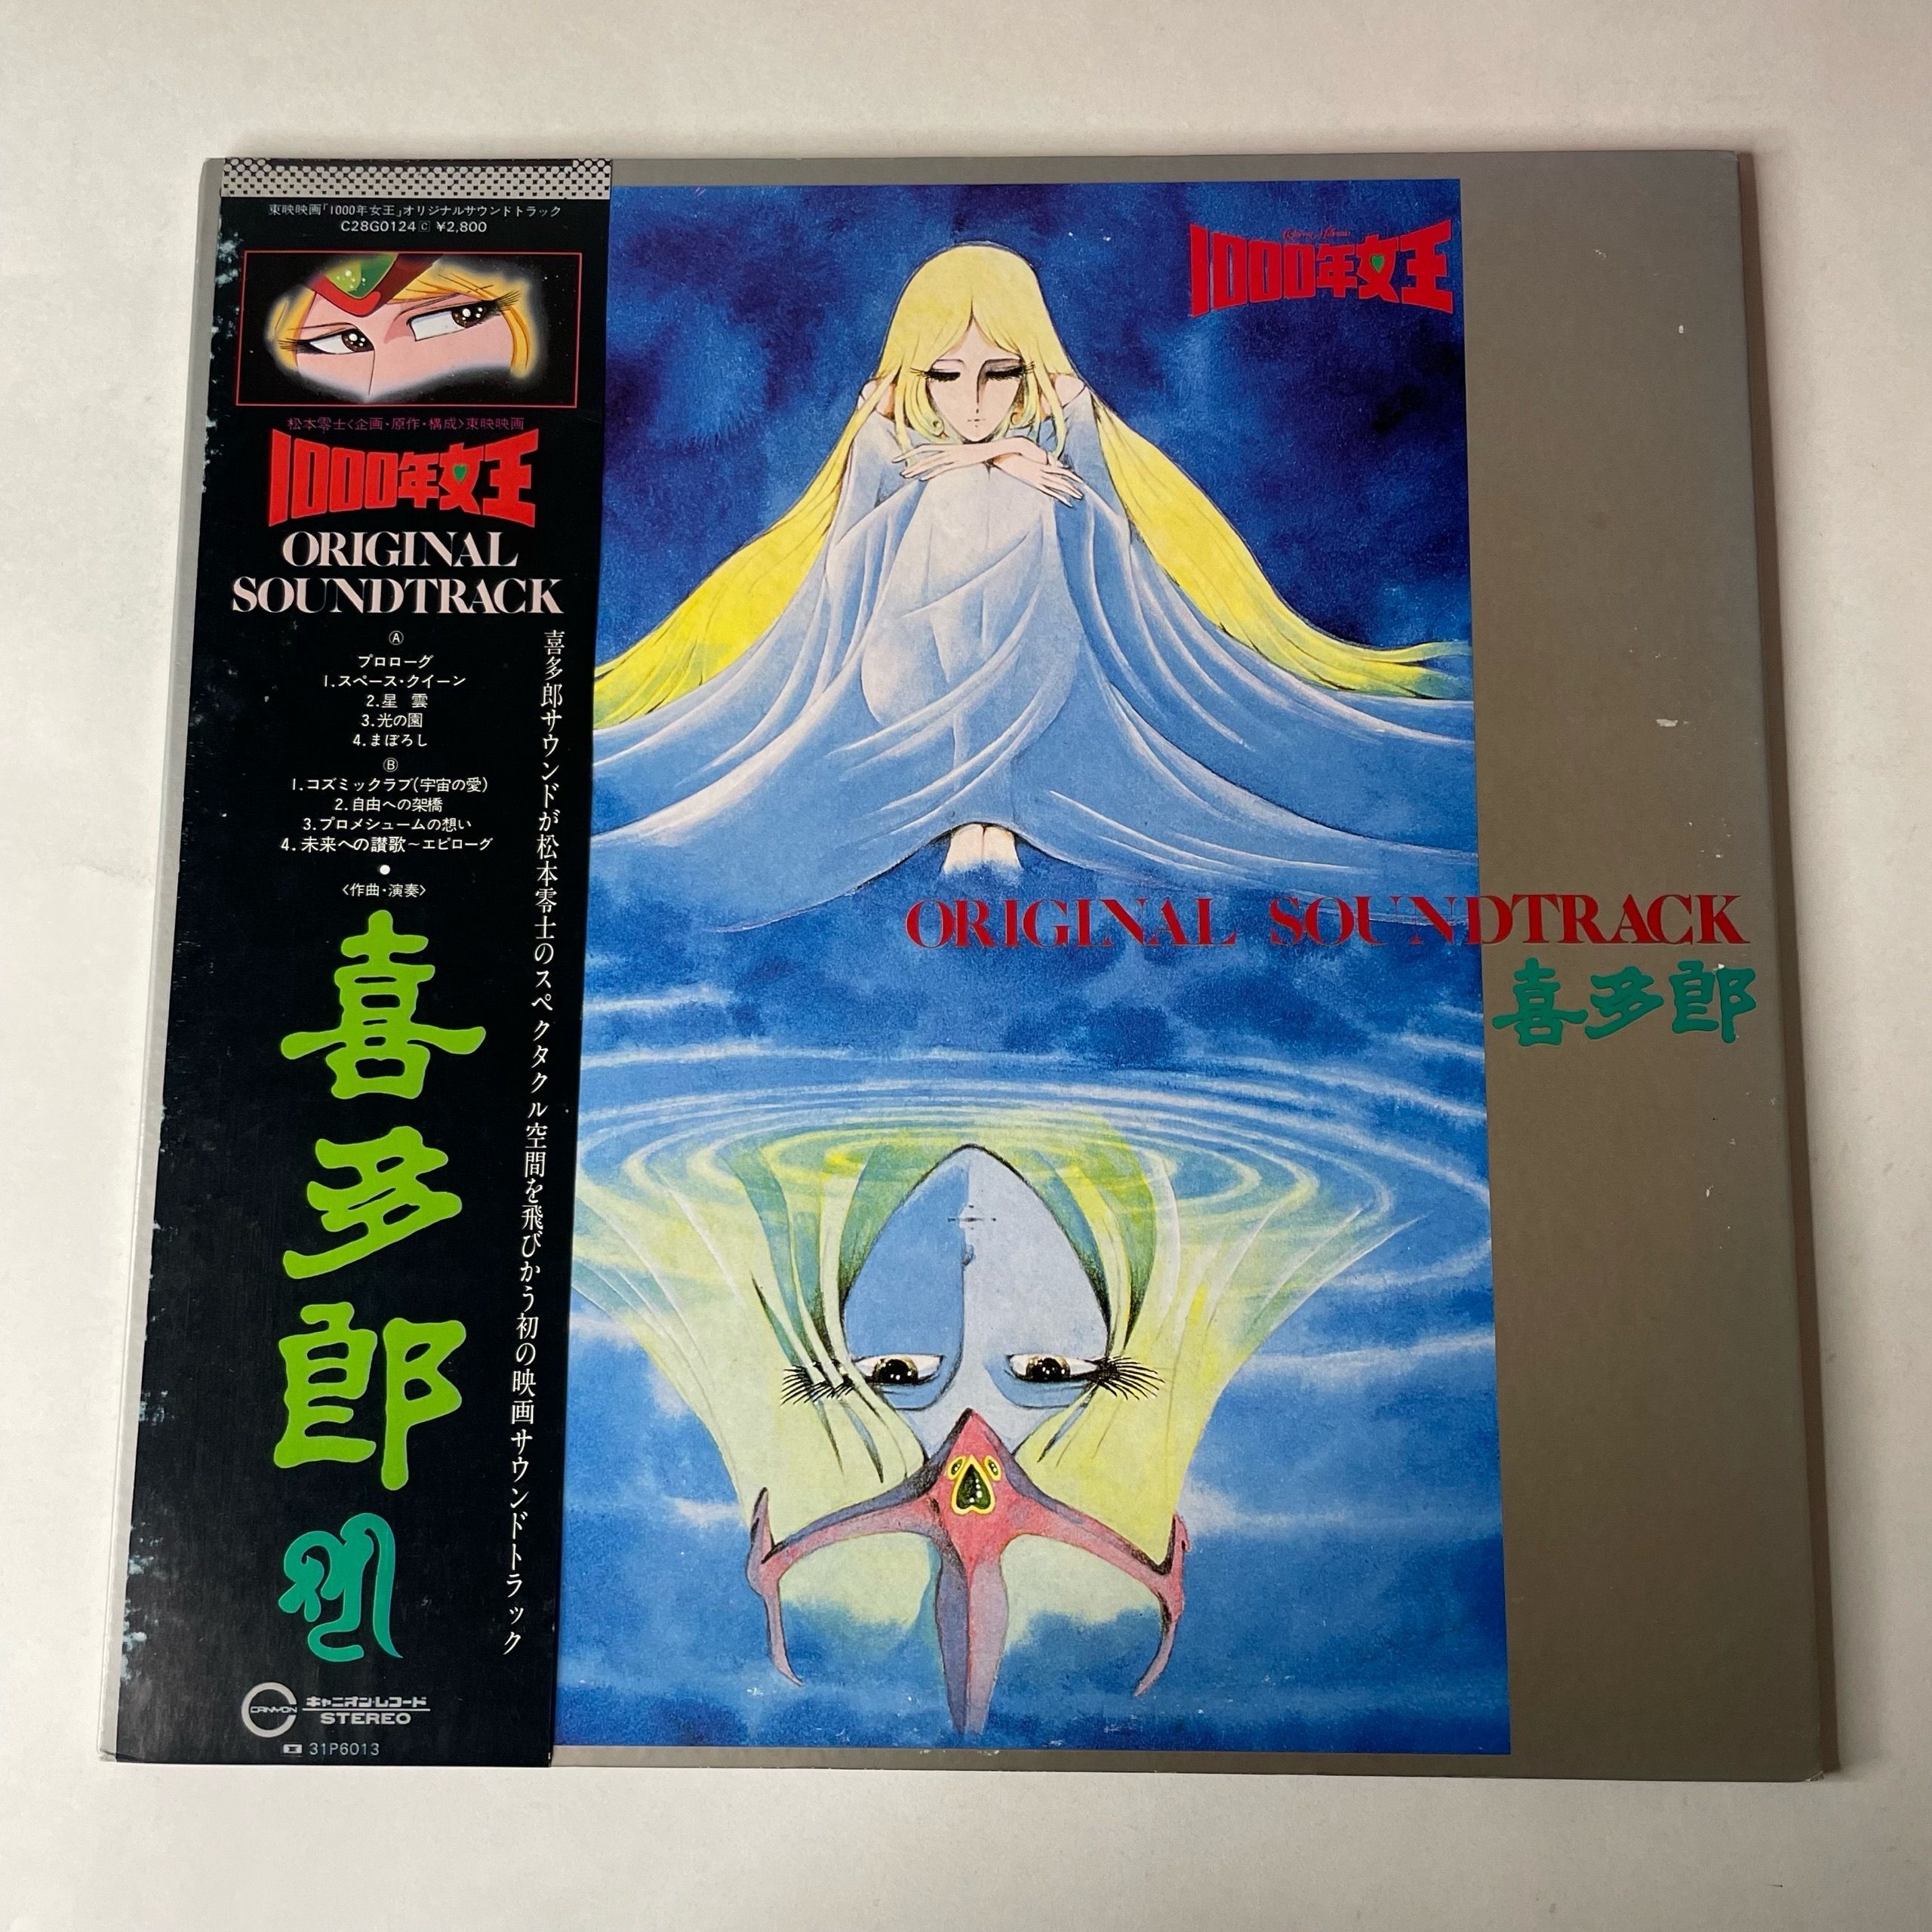 東映映画「1000年女王」オリジナルサウンドトラック
C28G0124 Ⓒ ¥2,800
松本零士〈企画・原作・構成〉東映映画
1000年女王
ORIGINAL
SOUNDTRACK
Ⓐ
プロローグ
1.スペース・クイーン
2.星 雲
3.光の園
4.まぼろし
Ⓑ
1.コズミックラブ(宇宙の愛)
2.自由への架橋
3.プロメシュームの想い
4.未来への讃歌～エピローグ
〈作曲・演奏〉
喜多郎
喜多郎サウンドが松本零士のスペクタクル空間を飛びかう初の映画サウンドトラック
CANYON
キャニオン・レコード
STEREO
31P6013
1000年女王
ORIGINAL SOUNDTRACK
喜多郎